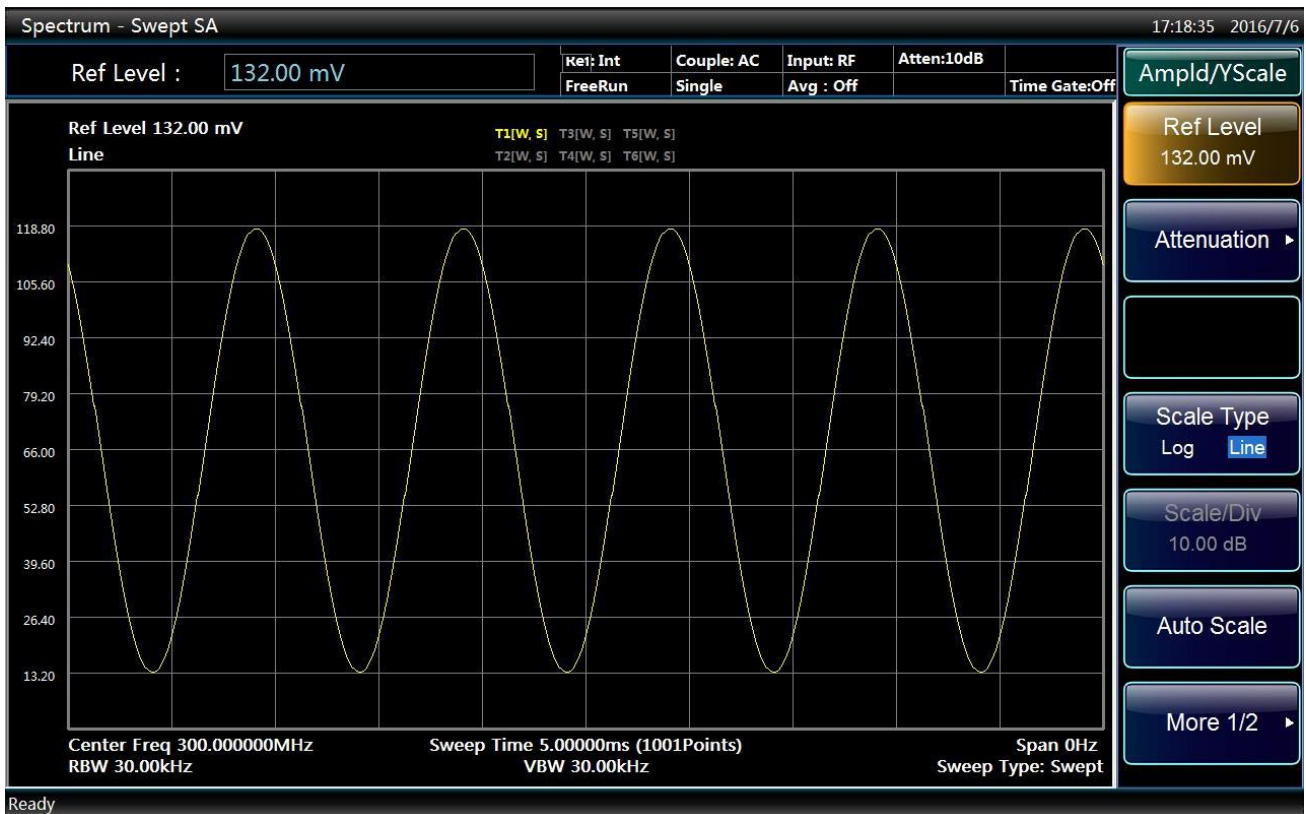 Spectrum - Swept SA
17:18:35 2016/7/6
Ref Level : 132.00 mV
Ref: Int Couple: AC Input: RF Atten:10dB
FreeRun Single Avg : Off Time Gate:Off
Ampld/YScale
Ref Level 132.00 mV
Line
T1[W, S] T3[W, S] T5[W, S]
T2[W, S] T4[W, S] T6[W, S]
118.80
105.60
92.40
79.20
66.00
52.80
39.60
26.40
13.20
Center Freq 300.000000MHz Sweep Time 5.00000ms (1001Points) Span 0Hz
RBW 30.00kHz VBW 30.00kHz Sweep Type: Swept
Ref Level
132.00 mV
Attenuation
Scale Type
Log Line
Scale/Div
10.00 dB
Auto Scale
More 1/2
Ready